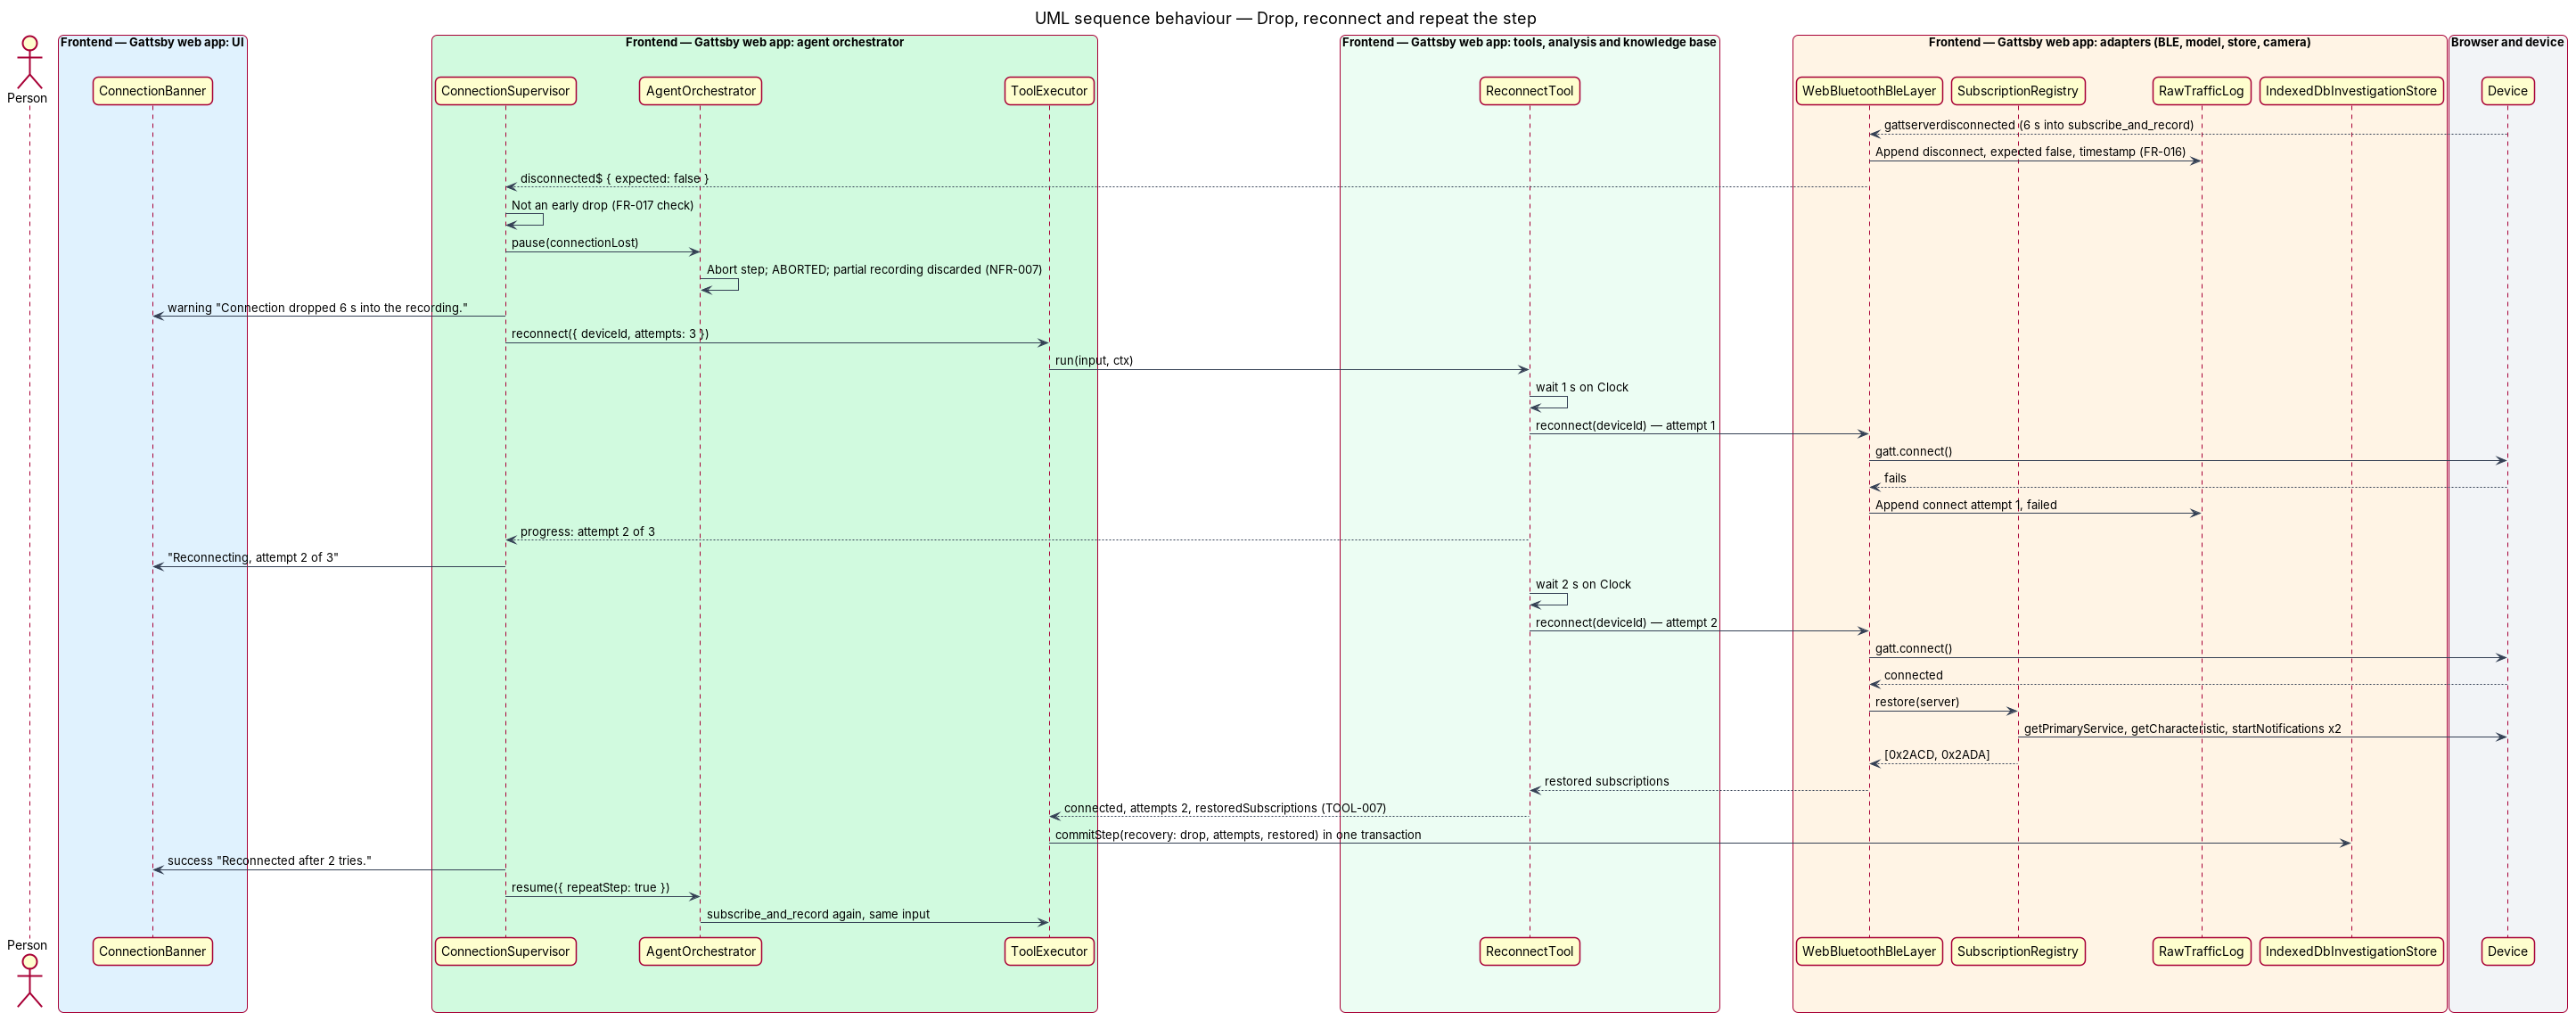 UML sequence behaviour — Drop, reconnect and repeat the step
Frontend — Gattsby web app: UI
Frontend — Gattsby web app: agent orchestrator
Frontend — Gattsby web app: tools, analysis and knowledge base
Frontend — Gattsby web app: adapters (BLE, model, store, camera)
Browser and device
Person
ConnectionBanner
ConnectionSupervisor
AgentOrchestrator
ToolExecutor
ReconnectTool
WebBluetoothBleLayer
SubscriptionRegistry
RawTrafficLog
IndexedDbInvestigationStore
Device
gattserverdisconnected (6 s into subscribe_and_record)
Append disconnect, expected false, timestamp (FR-016)
disconnected$ { expected: false }
Not an early drop (FR-017 check)
pause(connectionLost)
Abort step; ABORTED; partial recording discarded (NFR-007)
warning "Connection dropped 6 s into the recording."
reconnect({ deviceId, attempts: 3 })
run(input, ctx)
wait 1 s on Clock
reconnect(deviceId) — attempt 1
gatt.connect()
fails
Append connect attempt 1, failed
progress: attempt 2 of 3
"Reconnecting, attempt 2 of 3"
wait 2 s on Clock
reconnect(deviceId) — attempt 2
gatt.connect()
connected
restore(server)
getPrimaryService, getCharacteristic, startNotifications x2
[0x2ACD, 0x2ADA]
restored subscriptions
connected, attempts 2, restoredSubscriptions (TOOL-007)
commitStep(recovery: drop, attempts, restored) in one transaction
success "Reconnected after 2 tries."
resume({ repeatStep: true })
subscribe_and_record again, same input
Person
ConnectionBanner
ConnectionSupervisor
AgentOrchestrator
ToolExecutor
ReconnectTool
WebBluetoothBleLayer
SubscriptionRegistry
RawTrafficLog
IndexedDbInvestigationStore
Device